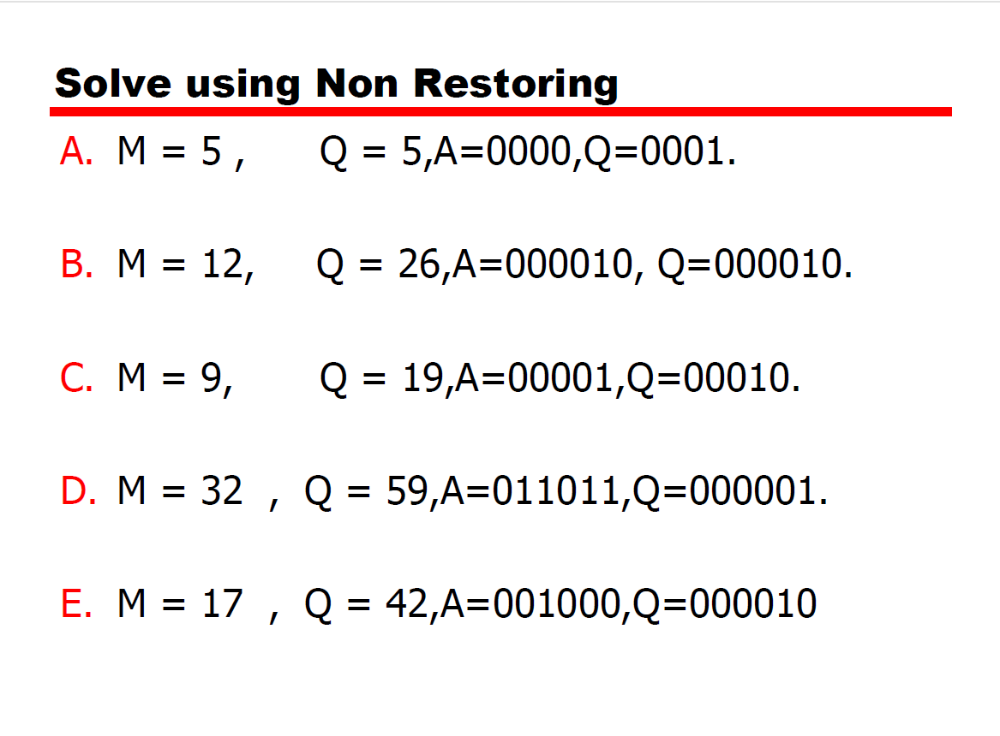 Solve using Non Restoring
A. M = 5 , Q = 5,A=0000,Q=0001.
B. M = 12, Q = 26,A=000010, Q=000010.
C. M = 9, Q = 19,A=00001,Q=00010.
D. M = 32 , Q = 59,A=011011,Q=000001.
E. M = 17 , Q = 42,A=001000,Q=000010